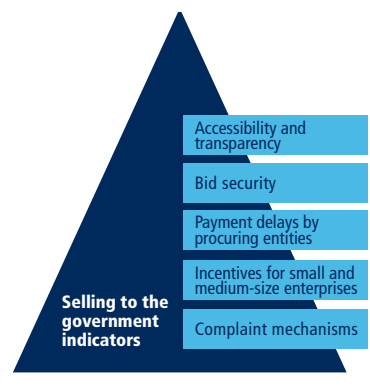 Accessibility and
transparency
Bid security
Payment delays by
procuring entities
Incentives for small and
medium-size enterprises
Complaint mechanisms
Selling to the
government
indicators